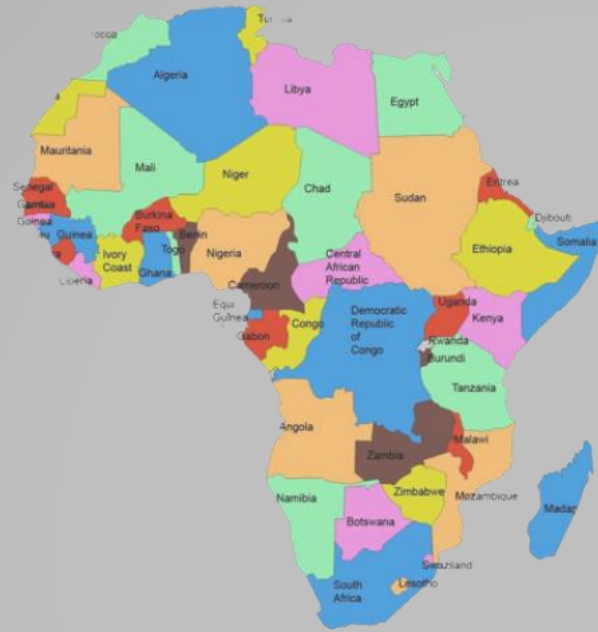 Algeria
Libya
Egypt
Mauritania
Mali
Niger
Chad
Sudan
Eritrea
Senegal
Gambia
Guinea
Burkina
Faso
Benin
Togo
Nigeria
Djibouti
Somalia
Ethiopia
Ivory
Coast
Ghana
Liberia
Central
African
Republic
Cameroon
Equi
Guinea
Gabon
Congo
Democratic
Republic
of
Congo
Uganda
Kenya
Rwanda
Burundi
Tanzania
Angola
Zambia
Malawi
Mozambique
Zimbabwe
Namibia
Botswana
Madag
Swaziland
South
Africa
Lesotho